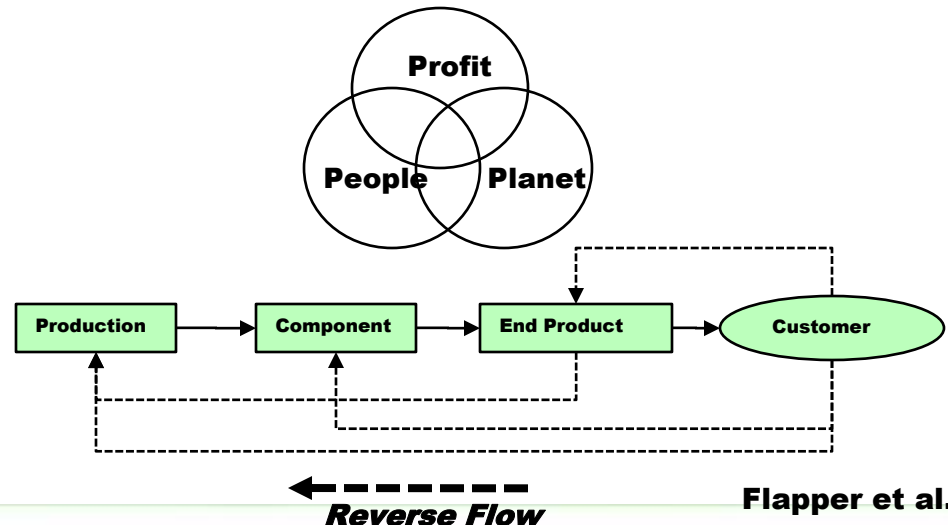 Profit
People
Planet
Production
Component
End Product
Customer
Reverse Flow
Flapper et al.